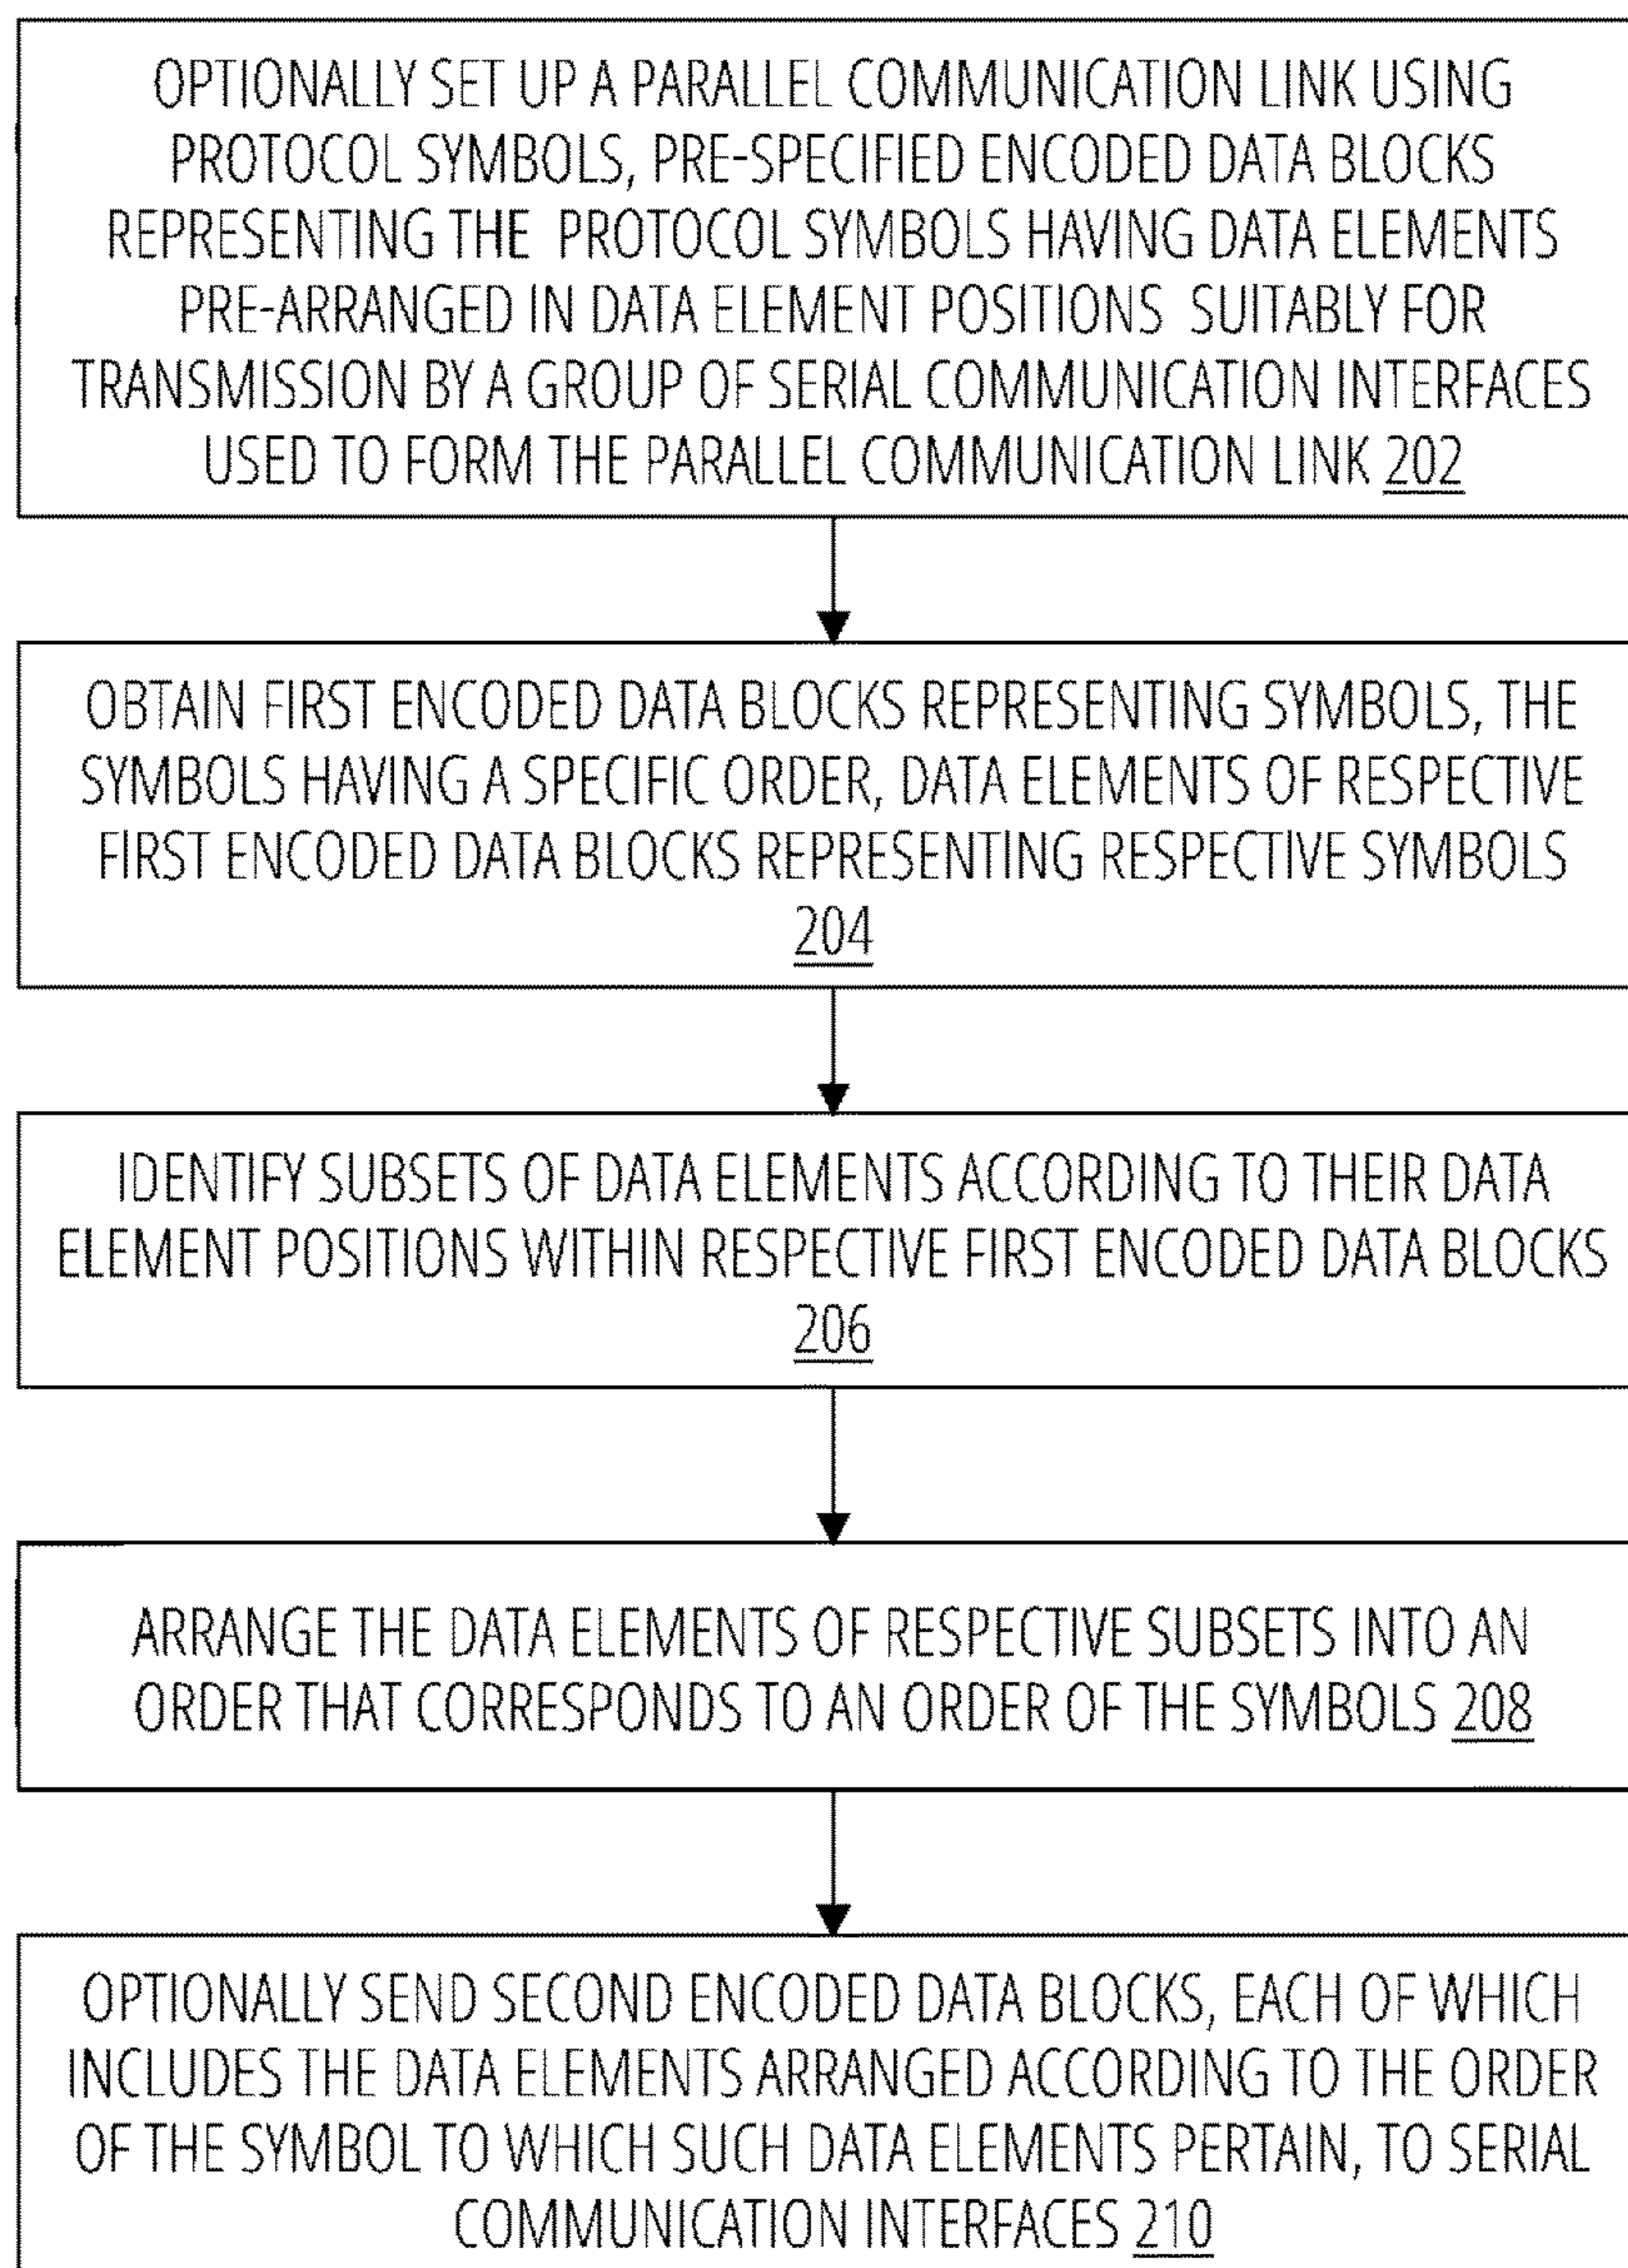 OPTIONALLY SET UP A PARALLEL COMMUNICATION LINK USING
PROTOCOL SYMBOLS, PRE-SPECIFIED ENCODED DATA BLOCKS
REPRESENTING THE PROTOCOL SYMBOLS HAVING DATA ELEMENTS
PRE-ARRANGED IN DATA ELEMENT POSITIONS SUITABLY FOR
TRANSMISSION BY A GROUP OF SERIAL COMMUNICATION INTERFACES
USED TO FORM THE PARALLEL COMMUNICATION LINK 202
OBTAIN FIRST ENCODED DATA BLOCKS REPRESENTING SYMBOLS, THE
SYMBOLS HAVING A SPECIFIC ORDER, DATA ELEMENTS OF RESPECTIVE
FIRST ENCODED DATA BLOCKS REPRESENTING RESPECTIVE SYMBOLS
204
IDENTIFY SUBSETS OF DATA ELEMENTS ACCORDING TO THEIR DATA
ELEMENT POSITIONS WITHIN RESPECTIVE FIRST ENCODED DATA BLOCKS
206
ARRANGE THE DATA ELEMENTS OF RESPECTIVE SUBSETS INTO AN
ORDER THAT CORRESPONDS TO AN ORDER OF THE SYMBOLS 208
OPTIONALLY SEND SECOND ENCODED DATA BLOCKS, EACH OF WHICH
INCLUDES THE DATA ELEMENTS ARRANGED ACCORDING TO THE ORDER
OF THE SYMBOL TO WHICH SUCH DATA ELEMENTS PERTAIN, TO SERIAL
COMMUNICATION INTERFACES 210